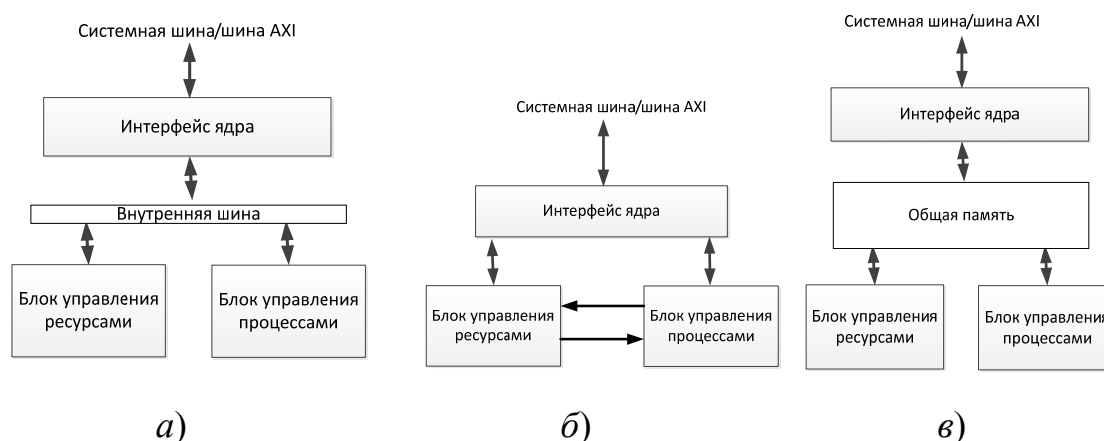 Системная шина/шина AXI
Интерфейс ядра
Внутренняя шина
Блок управления
ресурсами
Блок управления
процессами
а)
Системная шина/шина AXI
Интерфейс ядра
Блок управления
ресурсами
Блок управления
процессами
б)
Системная шина/шина AXI
Интерфейс ядра
Общая память
Блок управления
ресурсами
Блок управления
процессами
в)